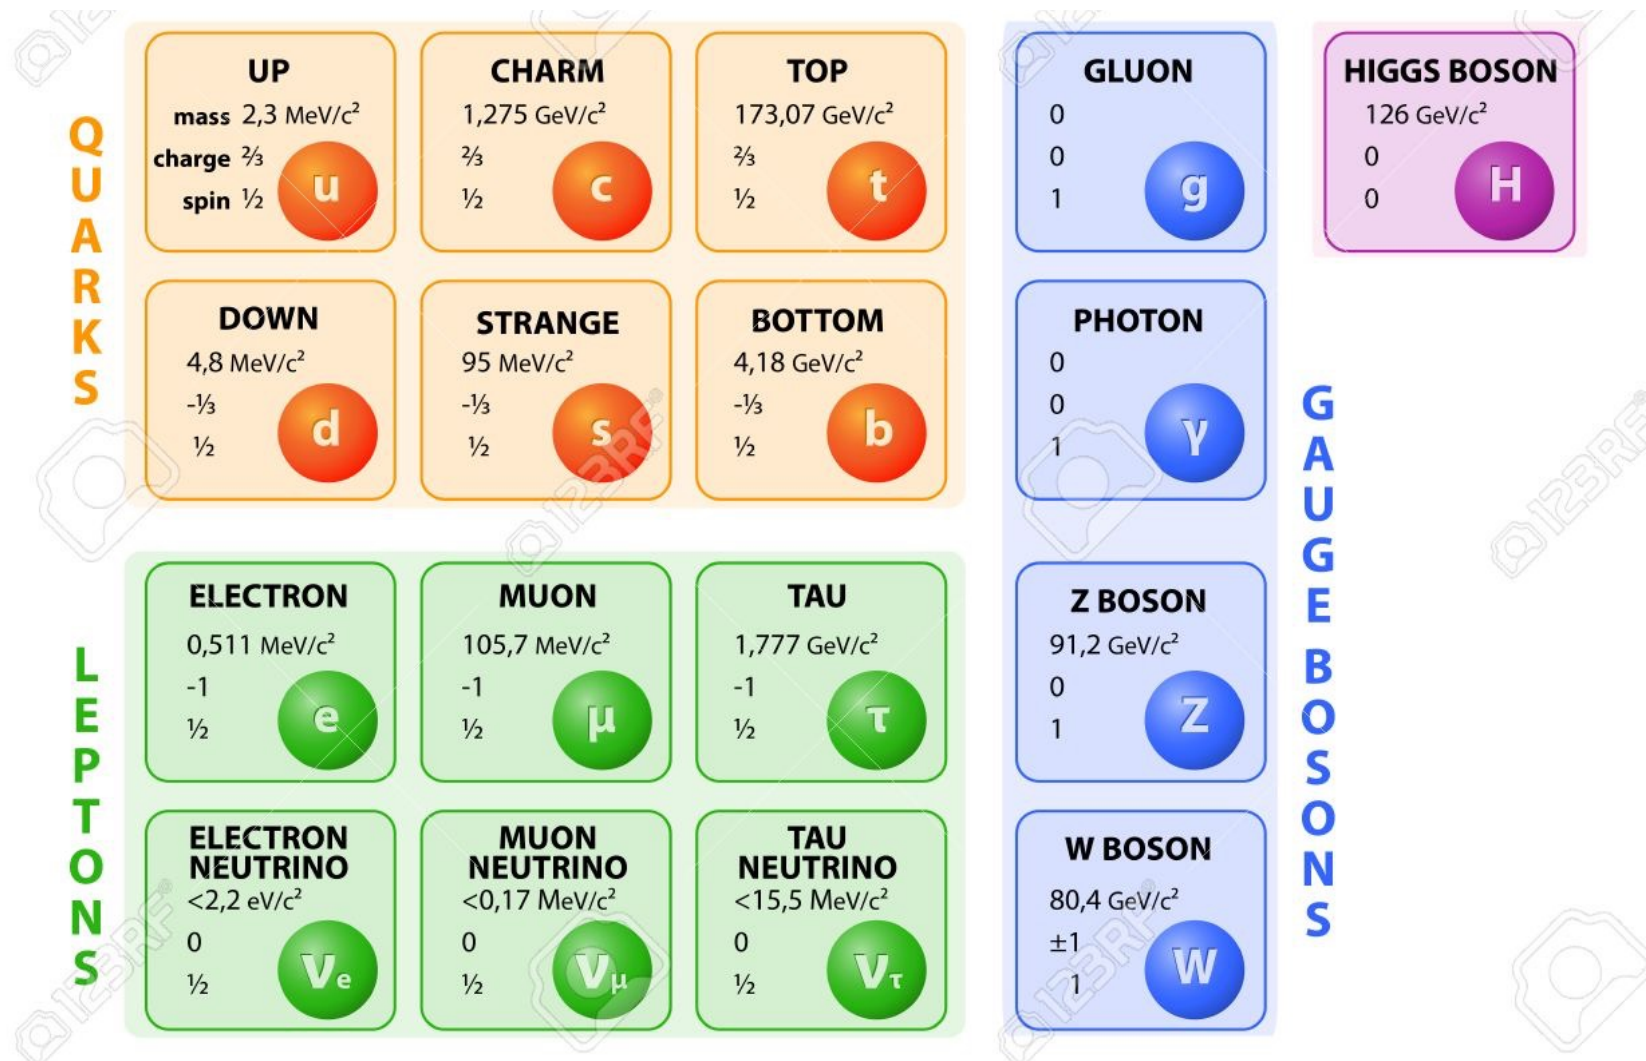 QUARKS
UP
mass 2,3 MeV/c²
charge ⅔
spin ½
u
CHARM
1,275 GeV/c²
⅔
½
c
TOP
173,07 GeV/c²
⅔
½
t
GLUON
0
0
1
g
HIGGS BOSON
126 GeV/c²
0
0
H
DOWN
4,8 MeV/c²
-⅓
½
d
STRANGE
95 MeV/c²
-⅓
½
s
BOTTOM
4,18 GeV/c²
-⅓
½
b
PHOTON
0
0
1
γ
GAUGE BOSONS
LEPTONS
ELECTRON
0,511 MeV/c²
-1
½
e
MUON
105,7 MeV/c²
-1
½
μ
TAU
1,777 GeV/c²
-1
½
τ
Z BOSON
91,2 GeV/c²
0
1
Z
ELECTRON
NEUTRINO
<2,2 eV/c²
0
½
νe
MUON
NEUTRINO
<0,17 MeV/c²
0
½
νμ
TAU
NEUTRINO
<15,5 MeV/c²
0
½
ντ
W BOSON
80,4 GeV/c²
±1
1
W
123RF
123RF
123RF
123RF